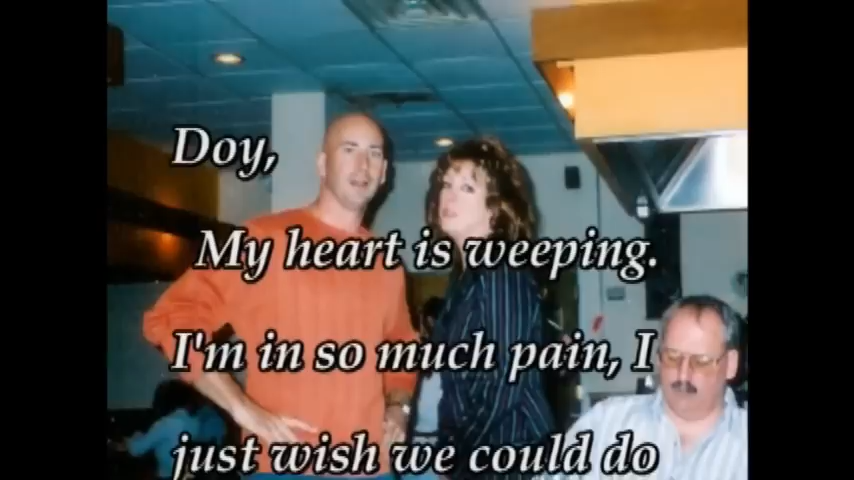 Doy,
My heart is weeping.
I'm in so much pain, I
just wish we could do